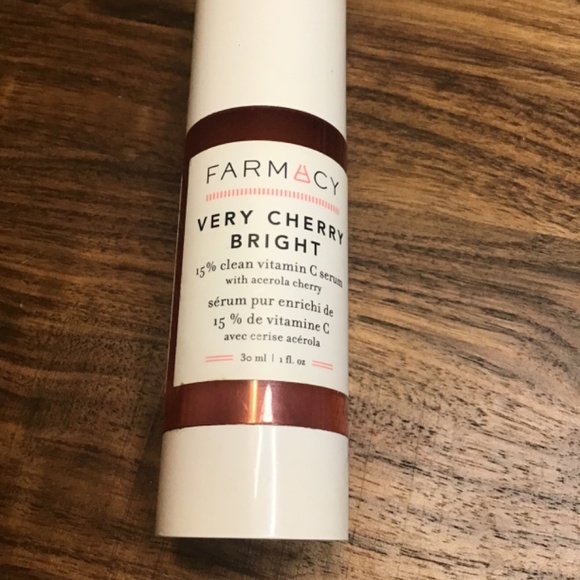 FARMACY
VERY CHERRY
BRIGHT
15% clean vitamin C serum
with acerola cherry
sérum pur enrichi de
15 % de vitamine C
avec cerise acérola
30 ml | 1 fl. oz